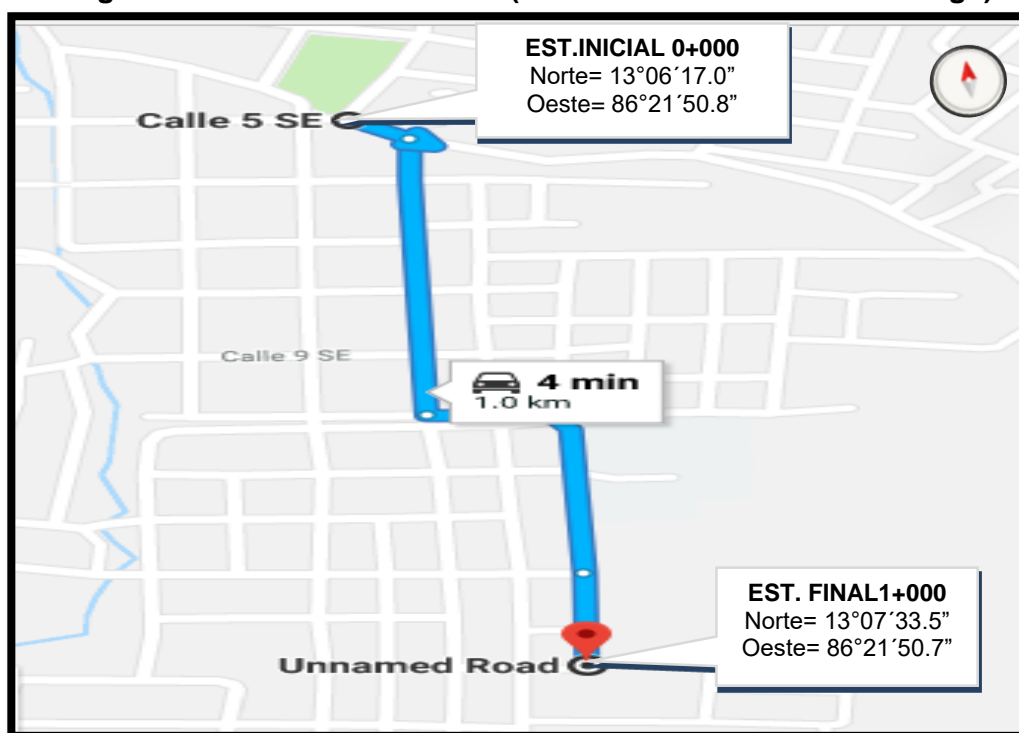 EST.INICIAL 0+000
Norte= 13°06´17.0”
Oeste= 86°21´50.8”
Calle 5 SE
Calle 9 SE
4 min
1.0 km
EST. FINAL1+000
Norte= 13°07´33.5”
Oeste= 86°21´50.7”
Unnamed Road